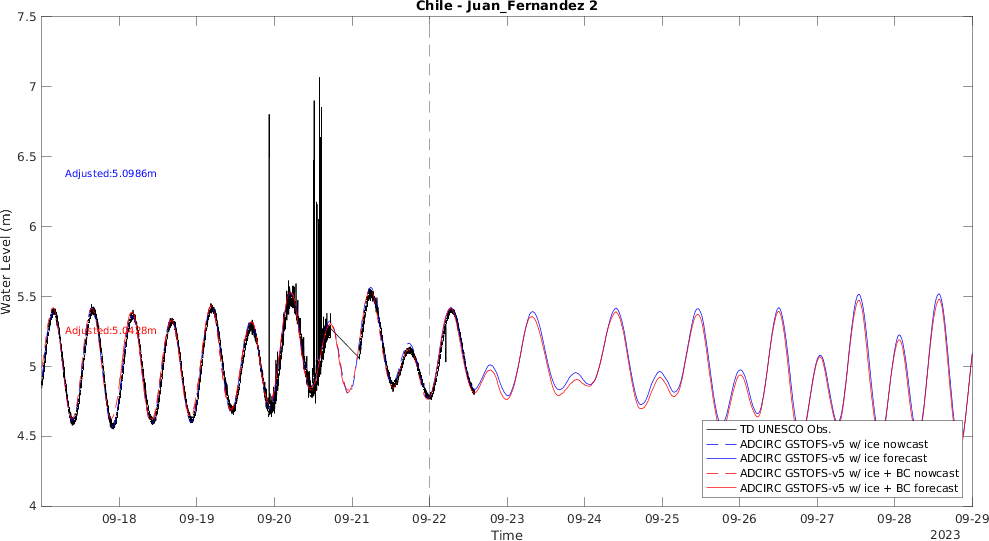 Chile - Juan_Fernandez 2
7.5
7
6.5
6
5.5
5
4.5
4
Water Level (m)
Adjusted:5.0986m
Adjusted:5.0428m
TD UNESCO Obs.
ADCIRC GSTOFS-v5 w/ ice nowcast
ADCIRC GSTOFS-v5 w/ ice forecast
ADCIRC GSTOFS-v5 w/ ice + BC nowcast
ADCIRC GSTOFS-v5 w/ ice + BC forecast
09-18 09-19 09-20 09-21 09-22 09-23 09-24 09-25 09-26 09-27 09-28 09-29
Time
2023